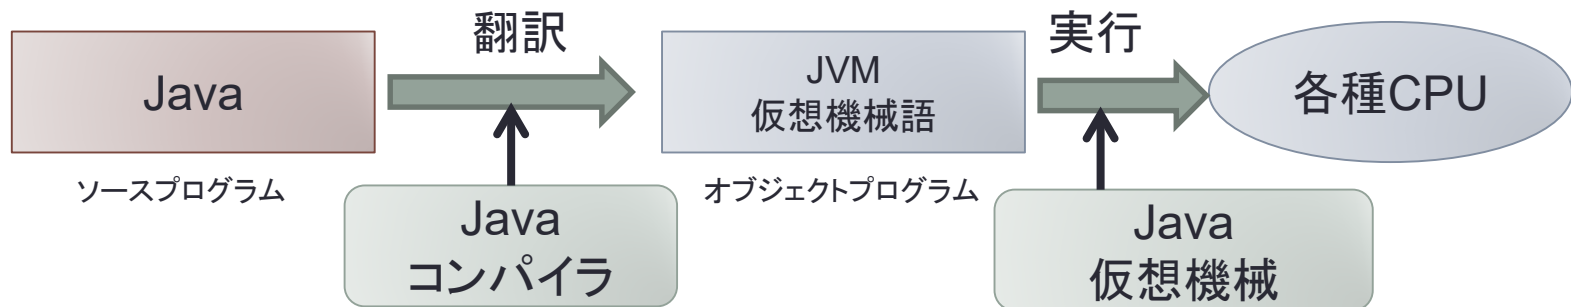 翻訳
実行
Java
JVM
仮想機械語
各種CPU
ソースプログラム
オブジェクトプログラム
Java
コンパイラ
Java
仮想機械